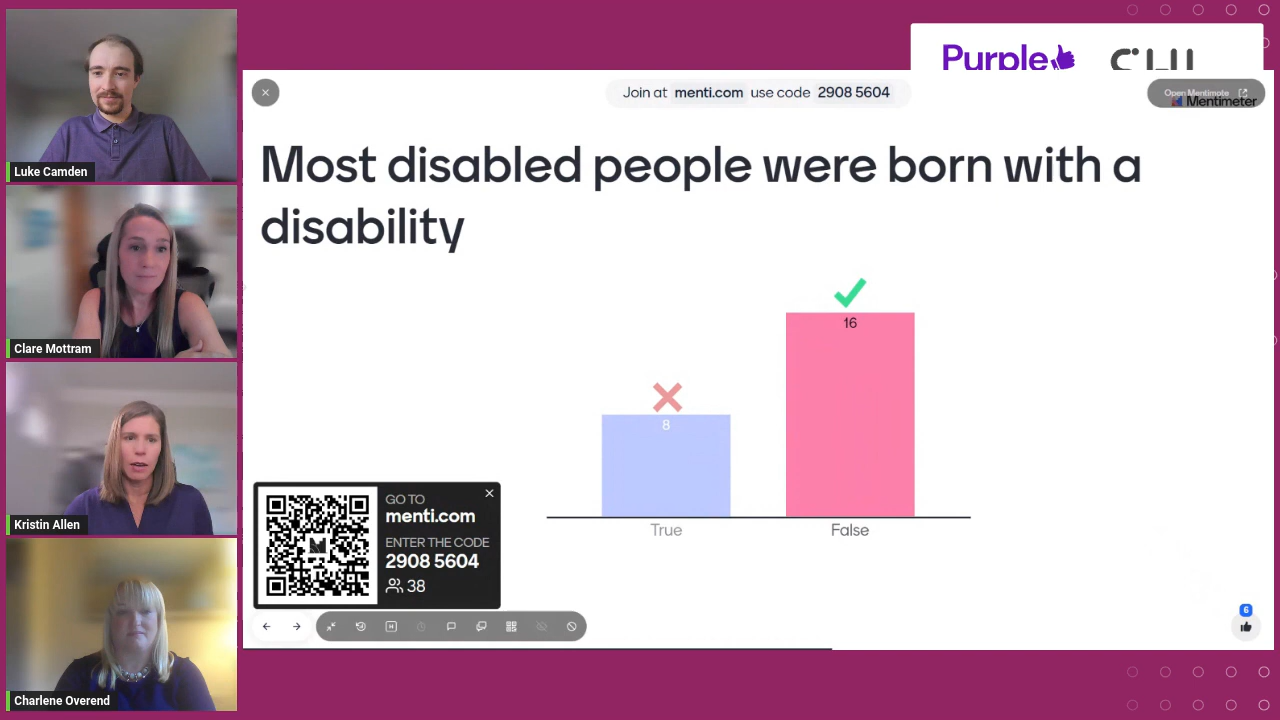 Luke Camden
Clare Mottram
Kristin Allen
Charlene Overend
Purple
Join at menti.com use code 2908 5604
Open Mentimote
Mentimeter
Most disabled people were born with a
disability
16
8
True
False
GO TO
menti.com
ENTER THE CODE
2908 5604
38
6